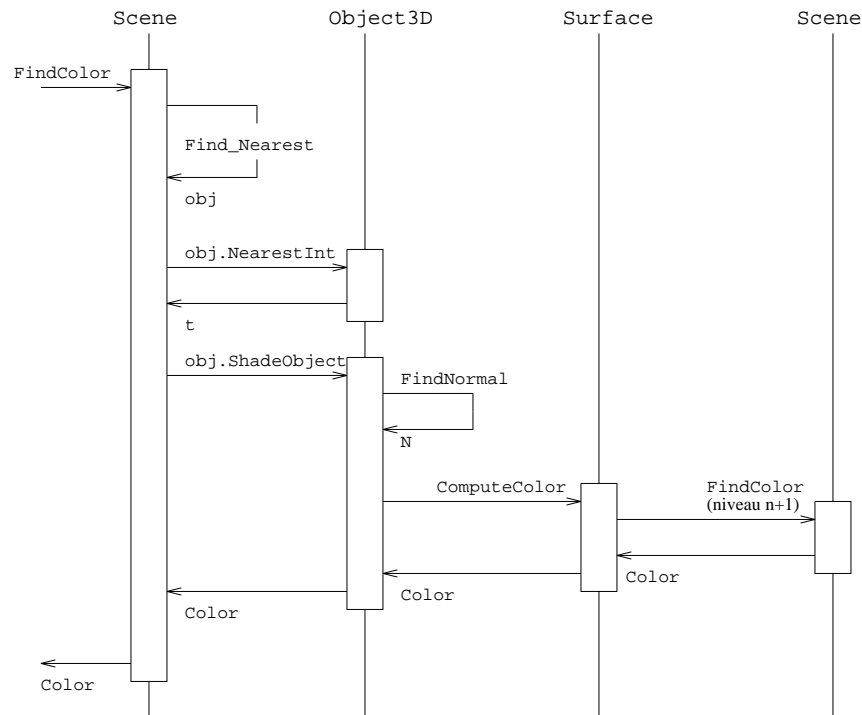 Scene
Object3D
Surface
Scene
FindColor
Find_Nearest
obj
obj.NearestInt
t
obj.ShadeObject
FindNormal
N
ComputeColor
FindColor
(niveau n+1)
Color
Color
Color
Color